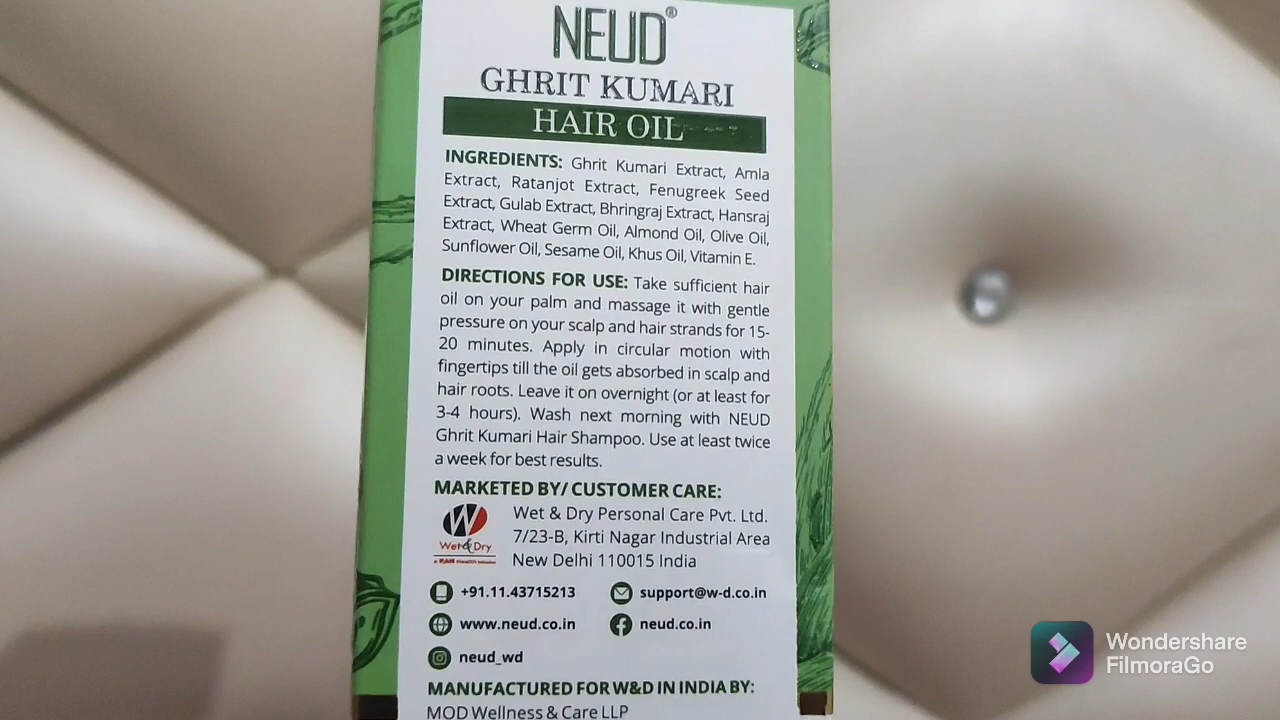 NEUD®
GHRIT KUMARI
HAIR OIL
INGREDIENTS: Ghrit Kumari Extract, Amla
Extract, Ratanjot Extract, Fenugreek Seed
Extract, Gulab Extract, Bhringraj Extract, Hansraj
Extract, Wheat Germ Oil, Almond Oil, Olive Oil,
Sunflower Oil, Sesame Oil, Khus Oil, Vitamin E.
DIRECTIONS FOR USE: Take sufficient hair
oil on your palm and massage it with gentle
pressure on your scalp and hair strands for 15-
20 minutes. Apply in circular motion with
fingertips till the oil gets absorbed in scalp and
hair roots. Leave it on overnight (or at least for
3-4 hours). Wash next morning with NEUD
Ghrit Kumari Hair Shampoo. Use at least twice
a week for best results.
MARKETED BY/ CUSTOMER CARE:
W
Wet & Dry
Wet & Dry Personal Care Pvt. Ltd.
7/23-B, Kirti Nagar Industrial Area
New Delhi 110015 India
+91.11.43715213
support@w-d.co.in
www.neud.co.in
neud.co.in
neud_wd
MANUFACTURED FOR W&D IN INDIA BY:
MOD Wellness & Care LLP
Wondershare
FilmoraGo